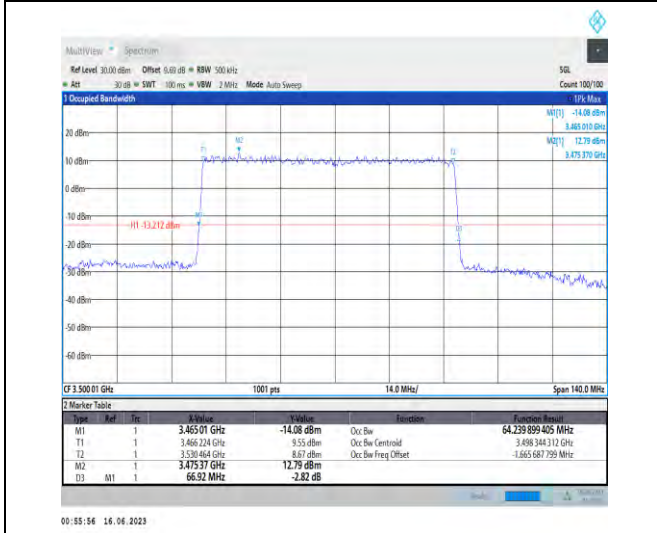 MultiView Spectrum
Ref Level 30.00 dBm Offset 9.69 dB RBW 500 kHz SGL
Att 30 dB SWT 100 ms VBW 2 MHz Mode Auto Sweep Count 100/100
1 Occupied Bandwidth 1Pk Max
M1[1] -14.08 dBm
3.465 010 GHz
20 dBm
M2[1] 12.79 dBm
3.475 370 GHz
M2
T1
T2
10 dBm
0 dBm
-10 dBm
H1 -13.212 dBm
-20 dBm
-30 dBm
-40 dBm
-50 dBm
-60 dBm
CF 3.500 01 GHz 1001 pts 14.0 MHz/ Span 140.0 MHz
2 Marker Table
Type Ref Trc X-Value Y-Value Function Function Result
M1 1 3.465 01 GHz -14.08 dBm Occ Bw 64.239 899 405 MHz
T1 1 3.466 224 GHz 9.55 dBm Occ Bw Centroid 3.498 344 312 GHz
T2 1 3.530 464 GHz 8.67 dBm Occ Bw Freq Offset -1.665 687 799 MHz
M2 1 3.475 37 GHz 12.79 dBm
D3 M1 1 66.92 MHz -2.82 dB
00:55:56 16.06.2023